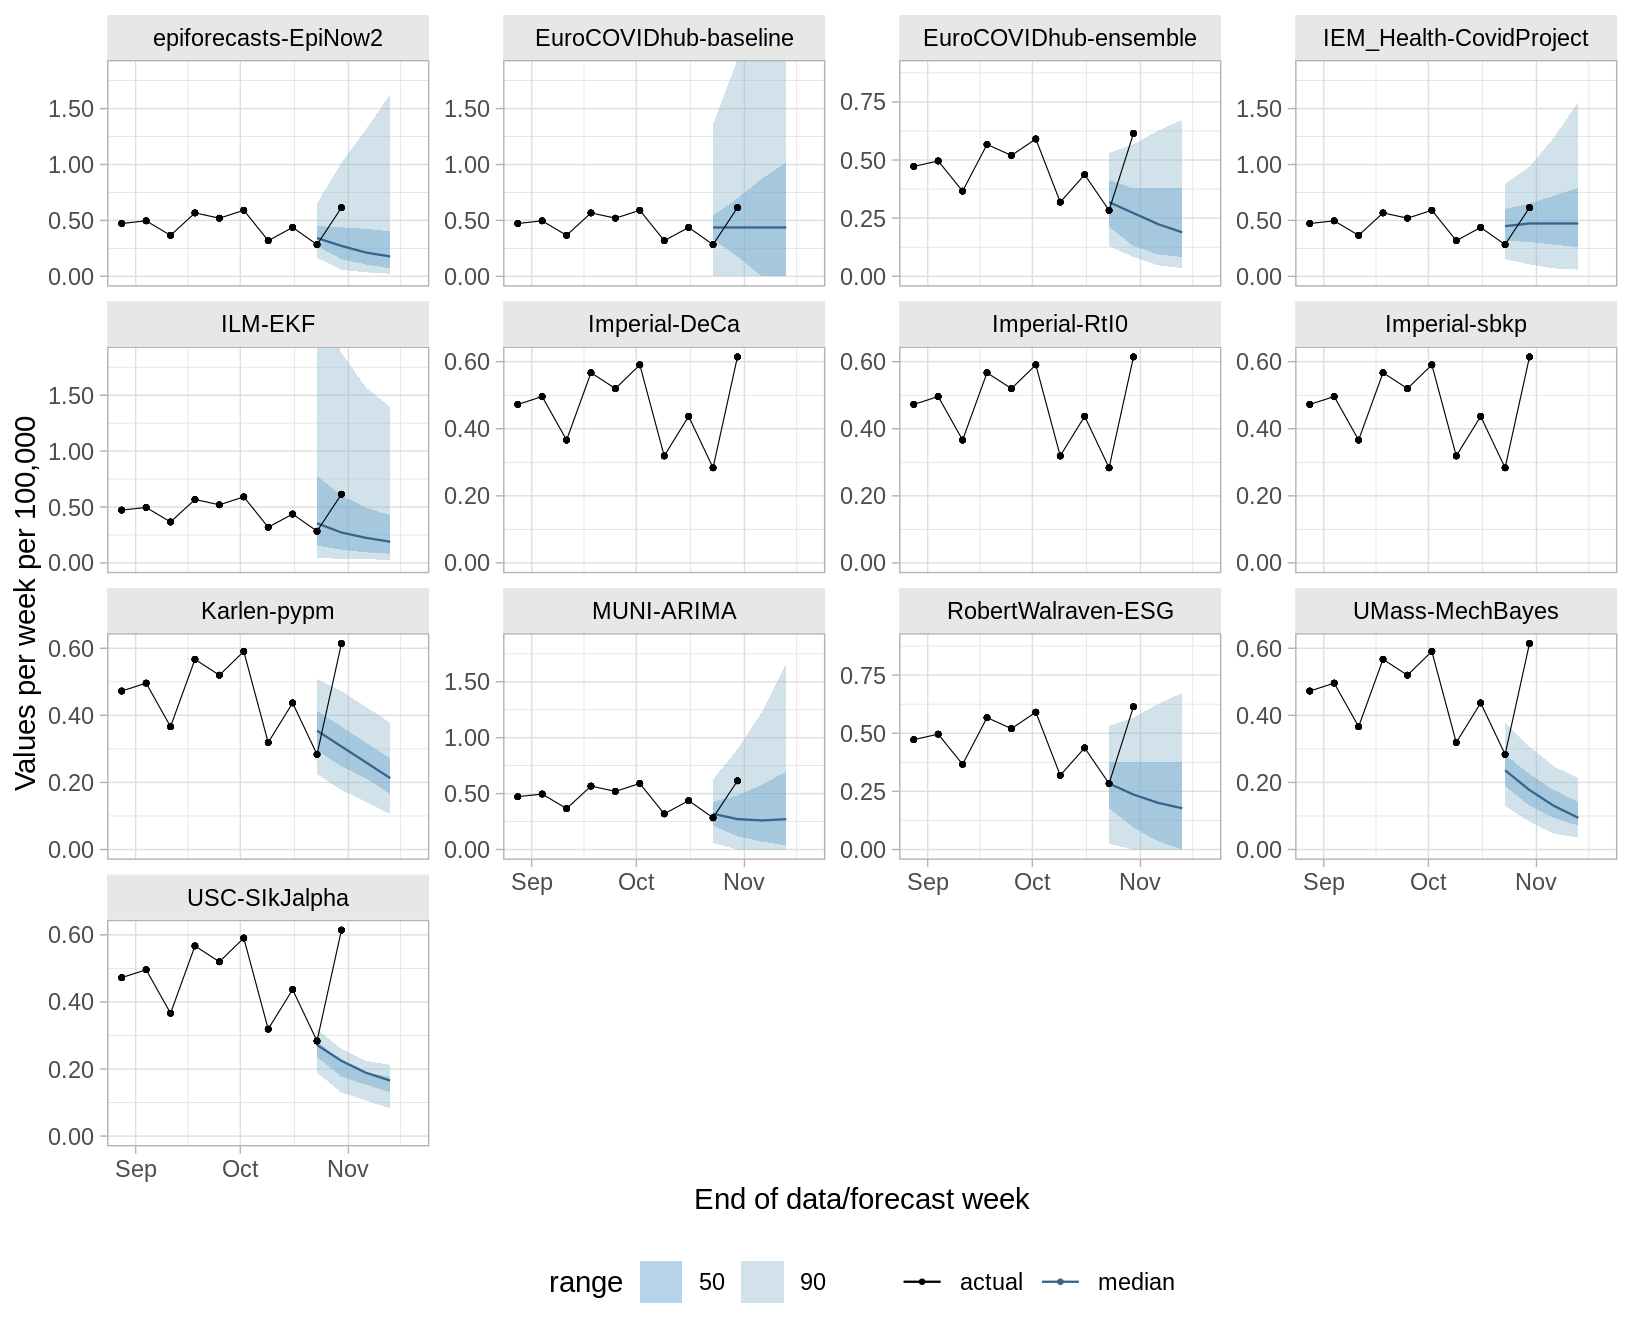 epiforecasts-EpiNow2
EuroCOVIDhub-baseline
EuroCOVIDhub-ensemble
IEM_Health-CovidProject
1.50
1.00
0.50
0.00
1.50
1.00
0.50
0.00
0.75
0.50
0.25
0.00
1.50
1.00
0.50
0.00
ILM-EKF
Imperial-DeCa
Imperial-RtI0
Imperial-sbkp
1.50
1.00
0.50
0.00
0.60
0.40
0.20
0.00
0.60
0.40
0.20
0.00
0.60
0.40
0.20
0.00
Values per week per 100,000
Karlen-pypm
MUNI-ARIMA
RobertWalraven-ESG
UMass-MechBayes
0.60
0.40
0.20
0.00
1.50
1.00
0.50
0.00
0.75
0.50
0.25
0.00
0.60
0.40
0.20
0.00
Sep Oct Nov
Sep Oct Nov
Sep Oct Nov
USC-SIkJalpha
0.60
0.40
0.20
0.00
Sep Oct Nov
End of data/forecast week
range 50 90 actual median